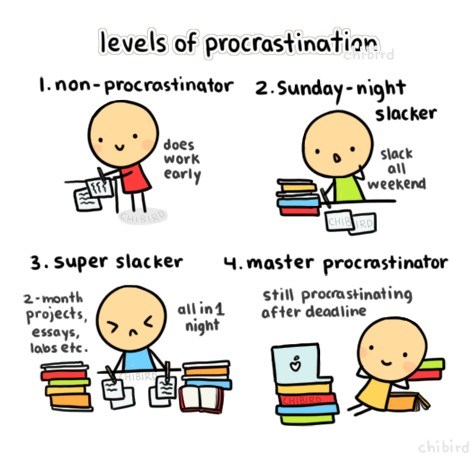 levels of procrastination
chibird
1. non-procrastinator
does
work
early
CHIBIRD
2. Sunday-night
slacker
slack
all
weekend
CHIBIRD
3. super slacker
2-month
projects,
essays,
labs etc.
all in 1
night
CHIBIRD
4. master procrastinator
still procrastinating
after deadline
CHIBIRD
chibird